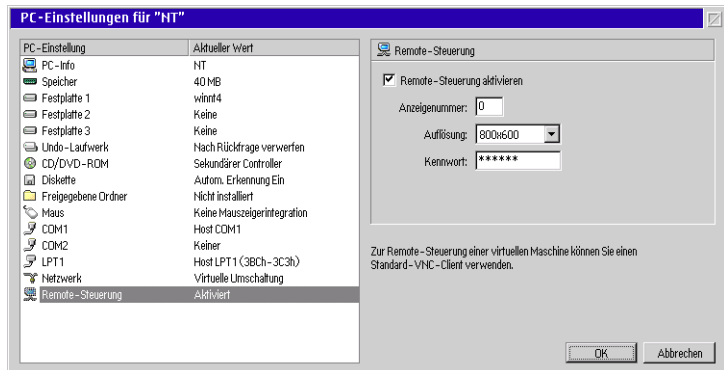 PC-Einstellungen für "NT"
PC-Einstellung Aktueller Wert
PC-Info NT
Speicher 40 MB
Festplatte 1 winnt4
Festplatte 2 Keine
Festplatte 3 Keine
Undo-Laufwerk Nach Rückfrage verwerfen
CD/DVD-ROM Sekundärer Controller
Diskette Autom. Erkennung Ein
Freigegebene Ordner Nicht installiert
Maus Keine Mauszeigerintegration
COM1 Host COM1
COM2 Keiner
LPT1 Host LPT1 (3BCh-3C3h)
Netzwerk Virtuelle Umschaltung
Remote-Steuerung Aktiviert
Remote-Steuerung
Remote-Steuerung aktivieren
Anzeigenummer: 0
Auflösung: 800x600
Kennwort: ******
Zur Remote-Steuerung einer virtuellen Maschine können Sie einen
Standard-VNC-Client verwenden.
OK Abbrechen